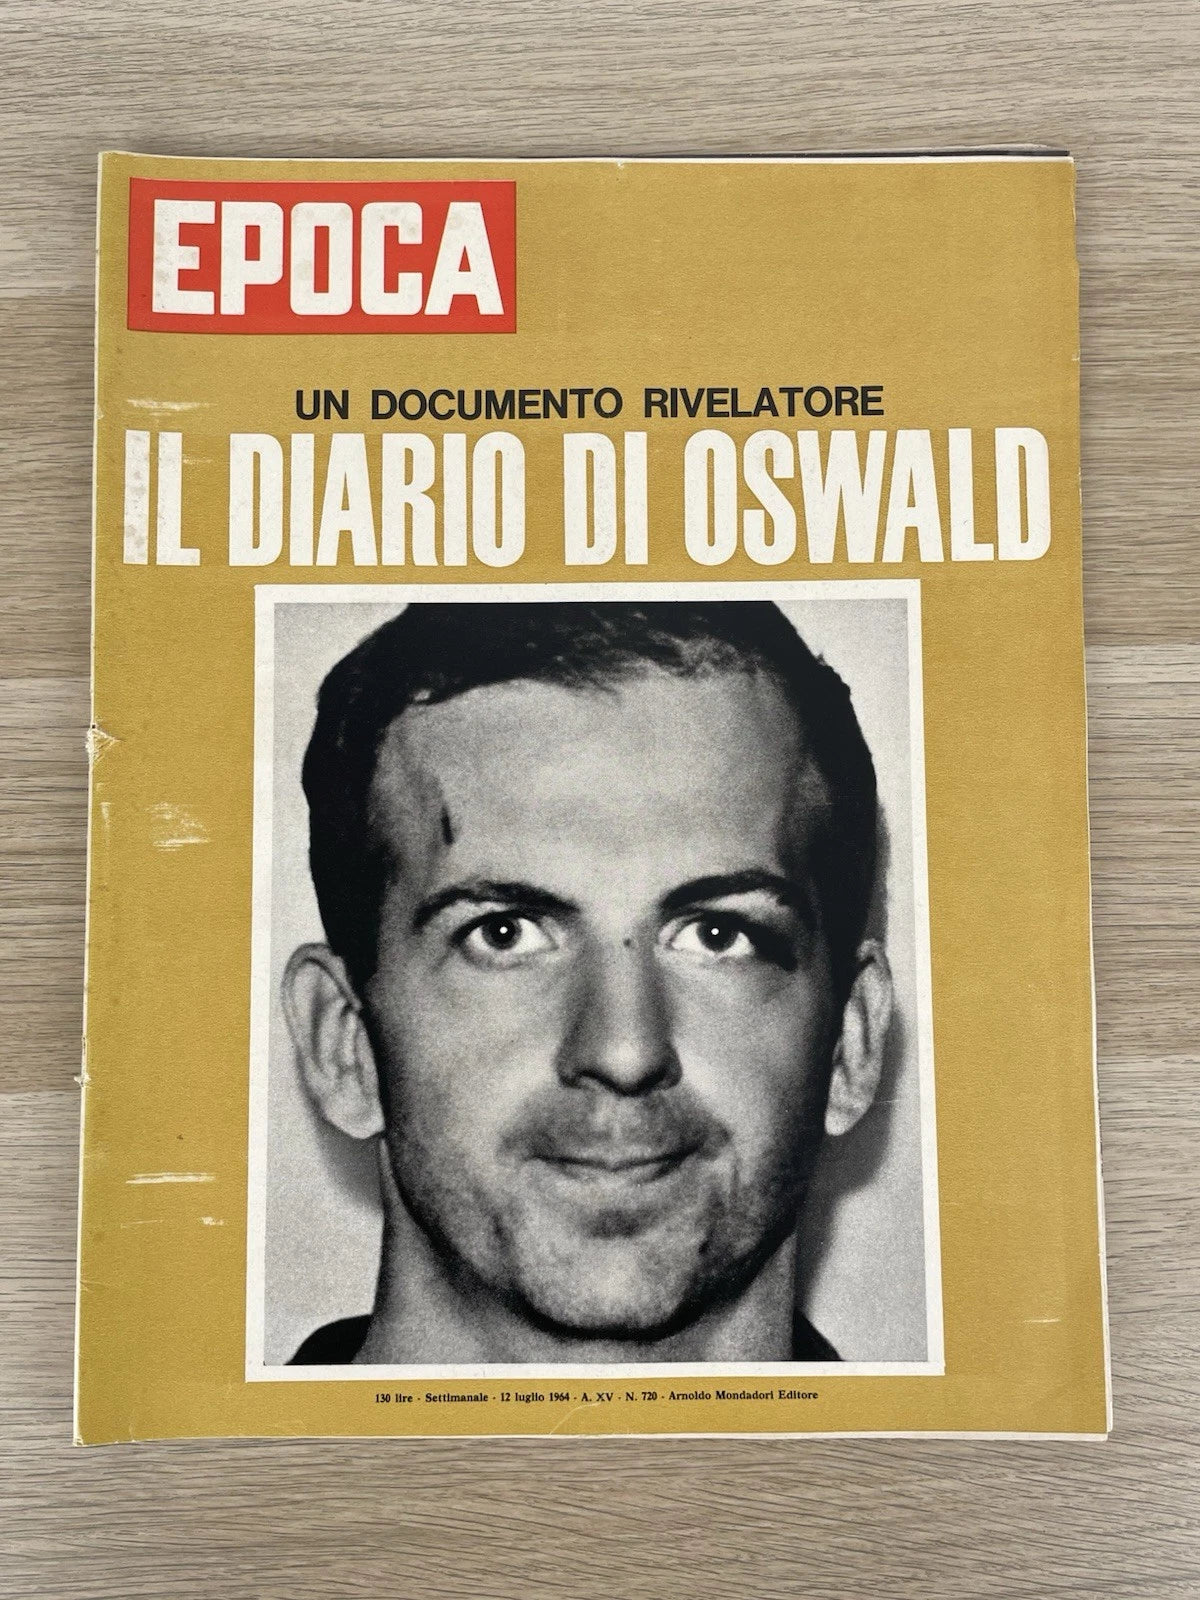 EPOCA
UN DOCUMENTO RIVELATORE
IL DIARIO DI OSWALD
130 lire - Settimanale - 12 luglio 1964 - A. XV - N. 720 - Arnoldo Mondadori Editore